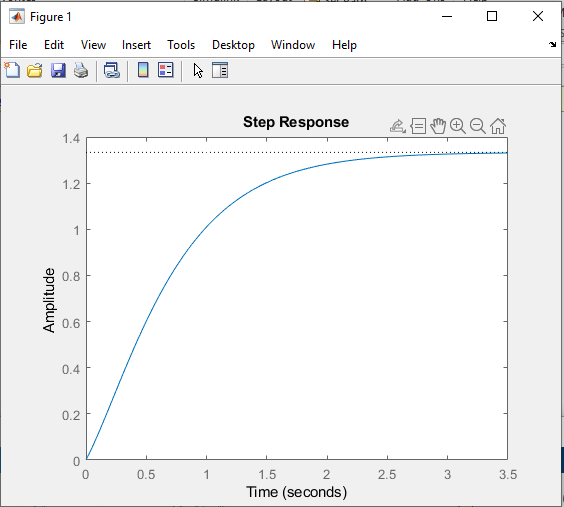 Figure 1
File Edit View Insert Tools Desktop Window Help
Step Response
1.4
1.2
1
0.8
0.6
0.4
0.2
0
Amplitude
0 0.5 1 1.5 2 2.5 3 3.5
Time (seconds)